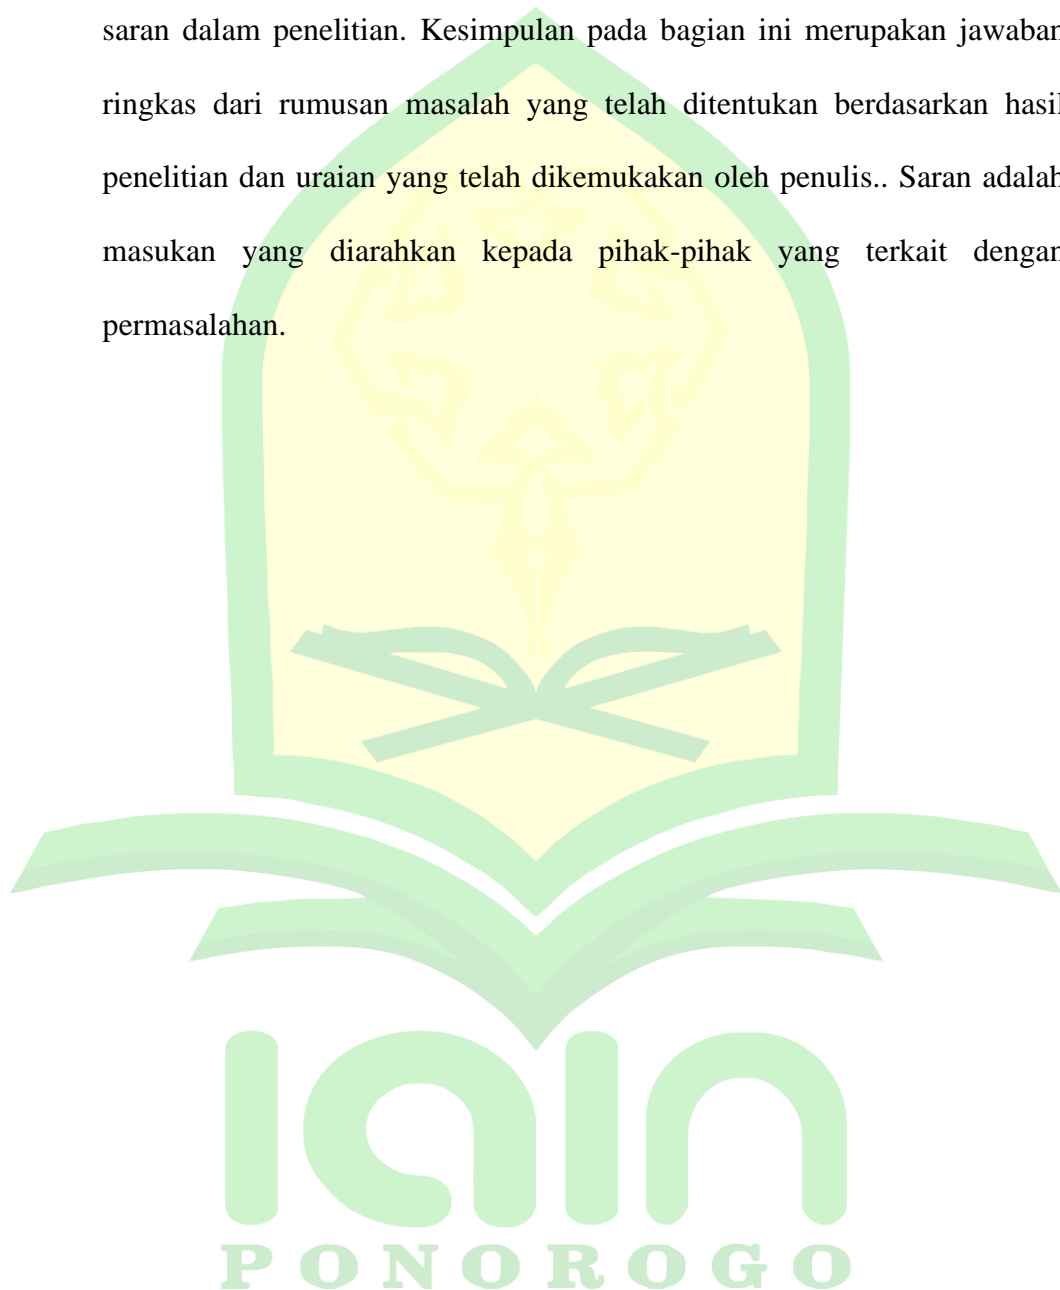 saran dalam penelitian. Kesimpulan pada bagian ini merupakan jawaban
ringkas dari rumusan masalah yang telah ditentukan berdasarkan hasil
penelitian dan uraian yang telah dikemukakan oleh penulis.. Saran adalah
masukan yang diarahkan kepada pihak-pihak yang terkait dengan
permasalahan.
iain
PONOROGO